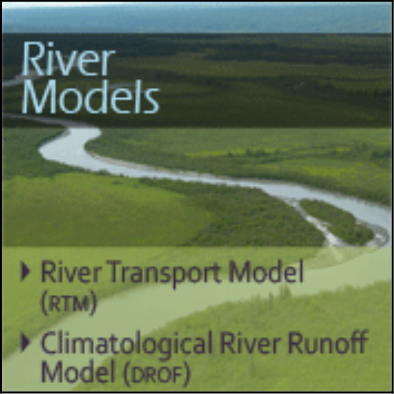 River
Models
River Transport Model
(RTM)
Climatological River Runoff
Model (DROF)